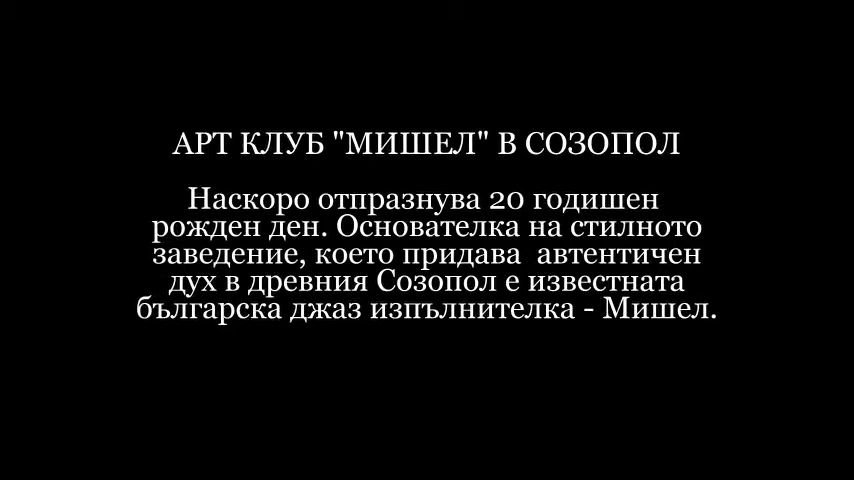 АРТ КЛУБ "МИШЕЛ" В СОЗОПОЛ
Наскоро отпразнува 20 годишен
рожден ден. Основателка на стилното
заведение, което придава  автентичен
дух в древния Созопол е известната
българска джаз изпълнителка - Мишел.